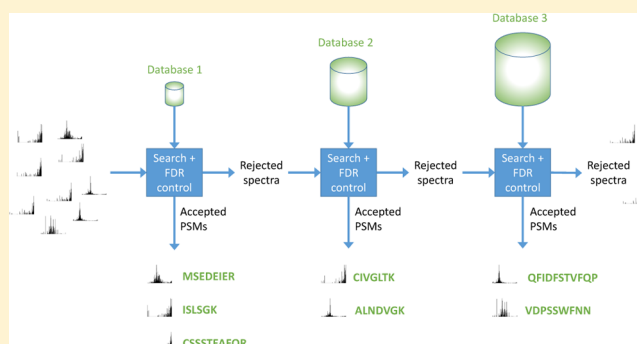 Database 1
Database 2
Database 3
Search +
FDR
control
Rejected
spectra
Search +
FDR
control
Rejected
spectra
Search +
FDR
control
Rejected
spectra
Accepted
PSMs
Accepted
PSMs
Accepted
PSMs
MSEDEIER
CIVGLTK
QFIDFSTVFQP
ISLSGK
ALNDVGK
VDPSSWFNN